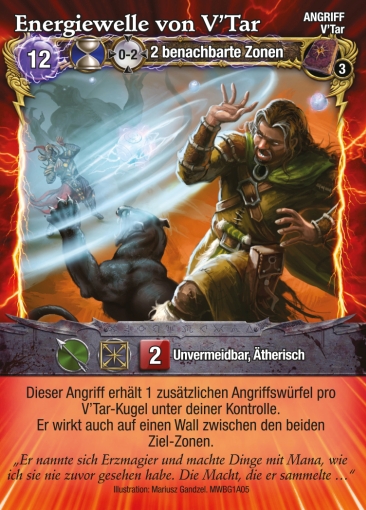 Energiewelle von V'Tar
ANGRIFF
V'Tar
12
0-2
2 benachbarte Zonen
3
2
Unvermeidbar, Ätherisch
Dieser Angriff erhält 1 zusätzlichen Angriffswürfel pro
V'Tar-Kugel unter deiner Kontrolle.
Er wirkt auch auf einen Wall zwischen den beiden
Ziel-Zonen.
„Er nannte sich Erzmagier und machte Dinge mit Mana, wie
ich sie nie zuvor gesehen habe. Die Macht, die er sammelte ...“
Illustration: Mariusz Gandzel. MWBG1A05